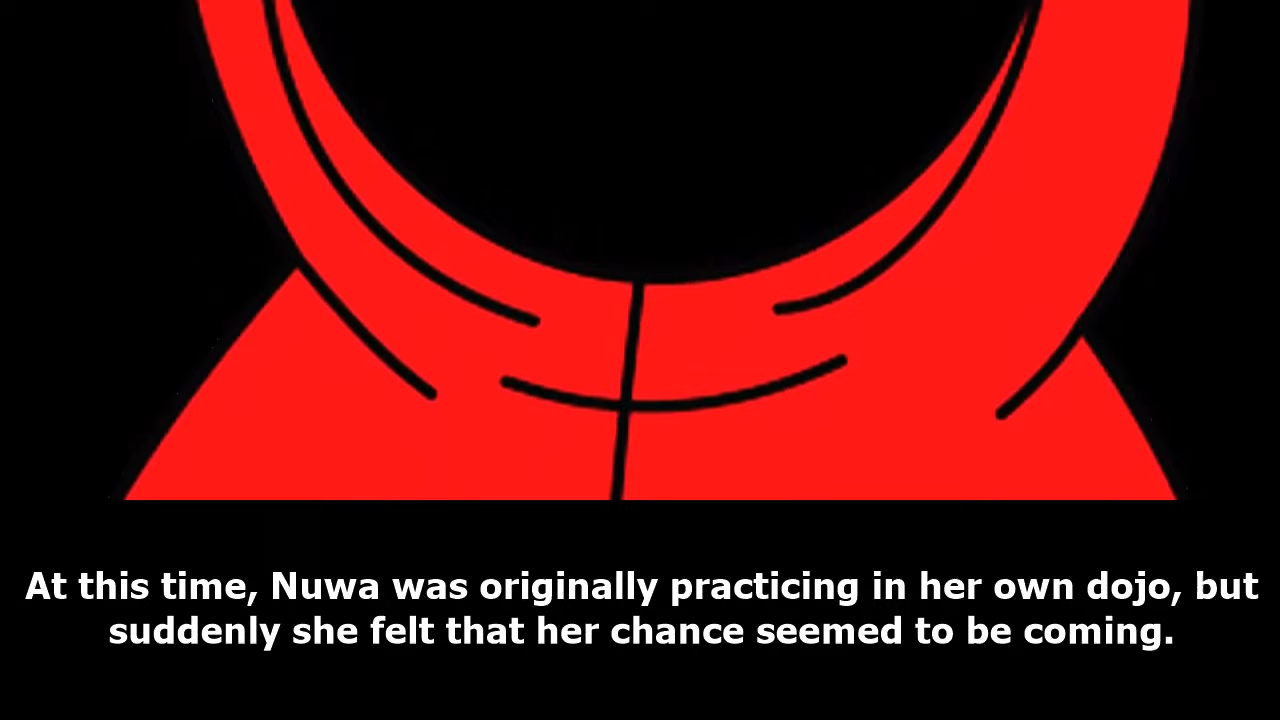 At this time, Nuwa was originally practicing in her own dojo, but
suddenly she felt that her chance seemed to be coming.